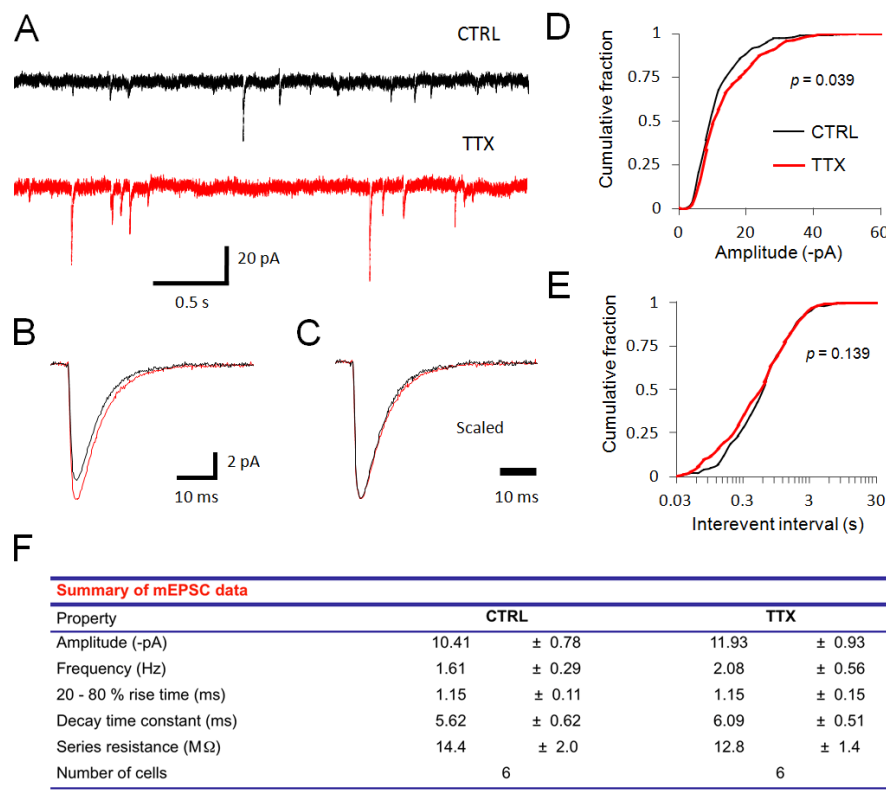 A
CTRL
TTX
20 pA
0.5 s
B
2 pA
10 ms
C
Scaled
10 ms
D
Cumulative fraction
1
0.75
0.5
0.25
0
p = 0.039
CTRL
TTX
0 20 40 60
Amplitude (-pA)
E
Cumulative fraction
1
0.75
0.5
0.25
0
p = 0.139
0.03 0.3 3 30
Interevent interval (s)
F
Summary of mEPSC data
Property CTRL TTX
Amplitude (-pA) 10.41 ± 0.78 11.93 ± 0.93
Frequency (Hz) 1.61 ± 0.29 2.08 ± 0.56
20 - 80 % rise time (ms) 1.15 ± 0.11 1.15 ± 0.15
Decay time constant (ms) 5.62 ± 0.62 6.09 ± 0.51
Series resistance (MΩ) 14.4 ± 2.0 12.8 ± 1.4
Number of cells 6 6